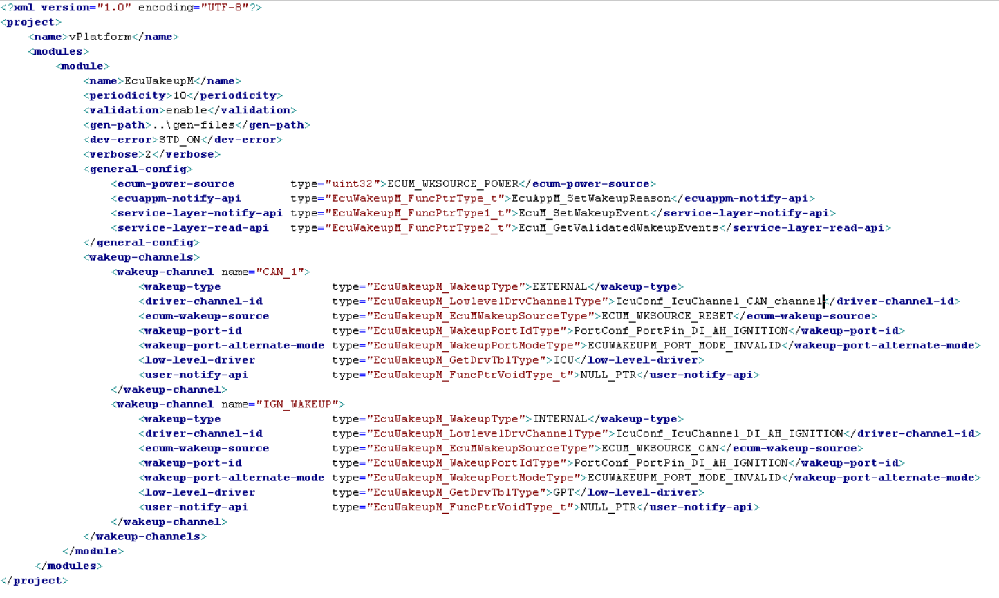 <?xml version="1.0" encoding="UTF-8"?>
<project>
    <name>vPlatform</name>
    <modules>
        <module>
            <name>EcuWakeupM</name>
            <periodicity>10</periodicity>
            <validation>enable</validation>
            <gen-path>..\gen-files</gen-path>
            <dev-error>STD_ON</dev-error>
            <verbose>2</verbose>
            <general-config>
                <ecum-power-source        type="uint32">ECUM_WKSOURCE_POWER</ecum-power-source>
                <ecuappm-notify-api       type="EcuWakeupM_FuncPtrType_t">EcuAppM_SetWakeupReason</ecuappm-notify-api>
                <service-layer-notify-api type="EcuWakeupM_FuncPtrType1_t">EcuM_SetWakeupEvent</service-layer-notify-api>
                <service-layer-read-api   type="EcuWakeupM_FuncPtrType2_t">EcuM_GetValidatedWakeupEvents</service-layer-read-api>
            </general-config>
            <wakeup-channels>
                <wakeup-channel name="CAN_1">
                    <wakeup-type                type="EcuWakeupM_WakeupType">EXTERNAL</wakeup-type>
                    <driver-channel-id          type="EcuWakeupM_LowlevelDrvChannelType">IcuConf_IcuChannel_CAN_channel</driver-channel-id>
                    <ecum-wakeup-source         type="EcuWakeupM_EcuMWakeupSourceType">ECUM_WKSOURCE_RESET</ecum-wakeup-source>
                    <wakeup-port-id             type="EcuWakeupM_WakeupPortIdType">PortConf_PortPin_DI_AH_IGNITION</wakeup-port-id>
                    <wakeup-port-alternate-mode type="EcuWakeupM_WakeupPortModeType">ECUWAKEUPM_PORT_MODE_INVALID</wakeup-port-alternate-mode>
                    <low-level-driver           type="EcuWakeupM_GetDrvTblType">ICU</low-level-driver>
                    <user-notify-api            type="EcuWakeupM_FuncPtrVoidType_t">NULL_PTR</user-notify-api>
                </wakeup-channel>
                <wakeup-channel name="IGN_WAKEUP">
                    <wakeup-type                type="EcuWakeupM_WakeupType">INTERNAL</wakeup-type>
                    <driver-channel-id          type="EcuWakeupM_LowlevelDrvChannelType">IcuConf_IcuChannel_DI_AH_IGNITION</driver-channel-id>
                    <ecum-wakeup-source         type="EcuWakeupM_EcuMWakeupSourceType">ECUM_WKSOURCE_CAN</ecum-wakeup-source>
                    <wakeup-port-id             type="EcuWakeupM_WakeupPortIdType">PortConf_PortPin_DI_AH_IGNITION</wakeup-port-id>
                    <wakeup-port-alternate-mode type="EcuWakeupM_WakeupPortModeType">ECUWAKEUPM_PORT_MODE_INVALID</wakeup-port-alternate-mode>
                    <low-level-driver           type="EcuWakeupM_GetDrvTblType">GPT</low-level-driver>
                    <user-notify-api            type="EcuWakeupM_FuncPtrVoidType_t">NULL_PTR</user-notify-api>
                </wakeup-channel>
            </wakeup-channels>
         </module>
     </modules>
</project>